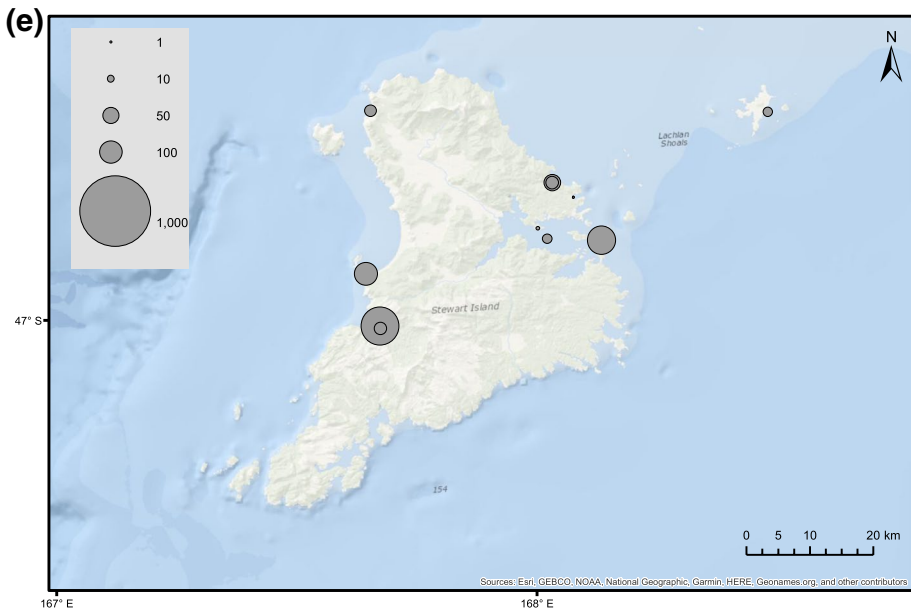 (e)
1
10
50
100
1,000
N
Lachlan
Shoals
Stewart Island
47° S
154
0 5 10 20 km
Sources: Esri, GEBCO, NOAA, National Geographic, Garmin, HERE, Geonames.org, and other contributors
167° E
168° E